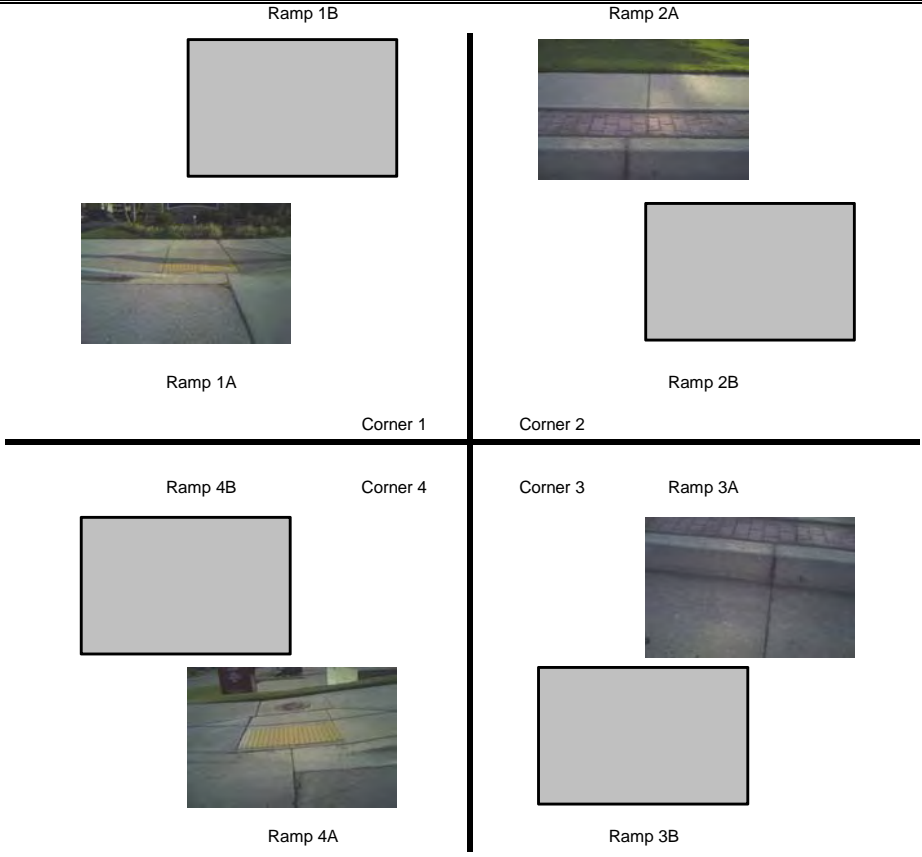 Ramp 1B Ramp 2A
Ramp 1A Ramp 2B
Corner 1 Corner 2
Ramp 4B Corner 4 Corner 3 Ramp 3A
Ramp 4A Ramp 3B